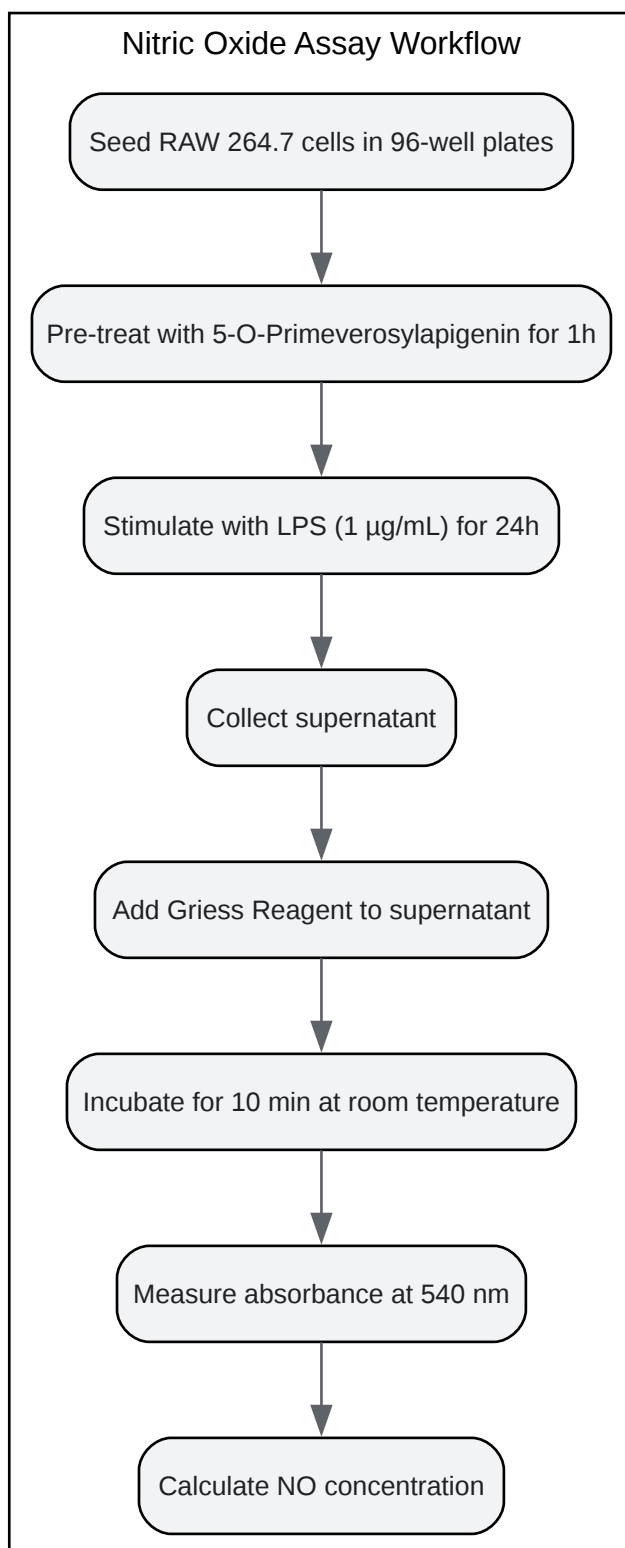 Nitric Oxide Assay Workflow
Seed RAW 264.7 cells in 96-well plates
Pre-treat with 5-O-Primeverosylapigenin for 1h
Stimulate with LPS (1 µg/mL) for 24h
Collect supernatant
Add Griess Reagent to supernatant
Incubate for 10 min at room temperature
Measure absorbance at 540 nm
Calculate NO concentration